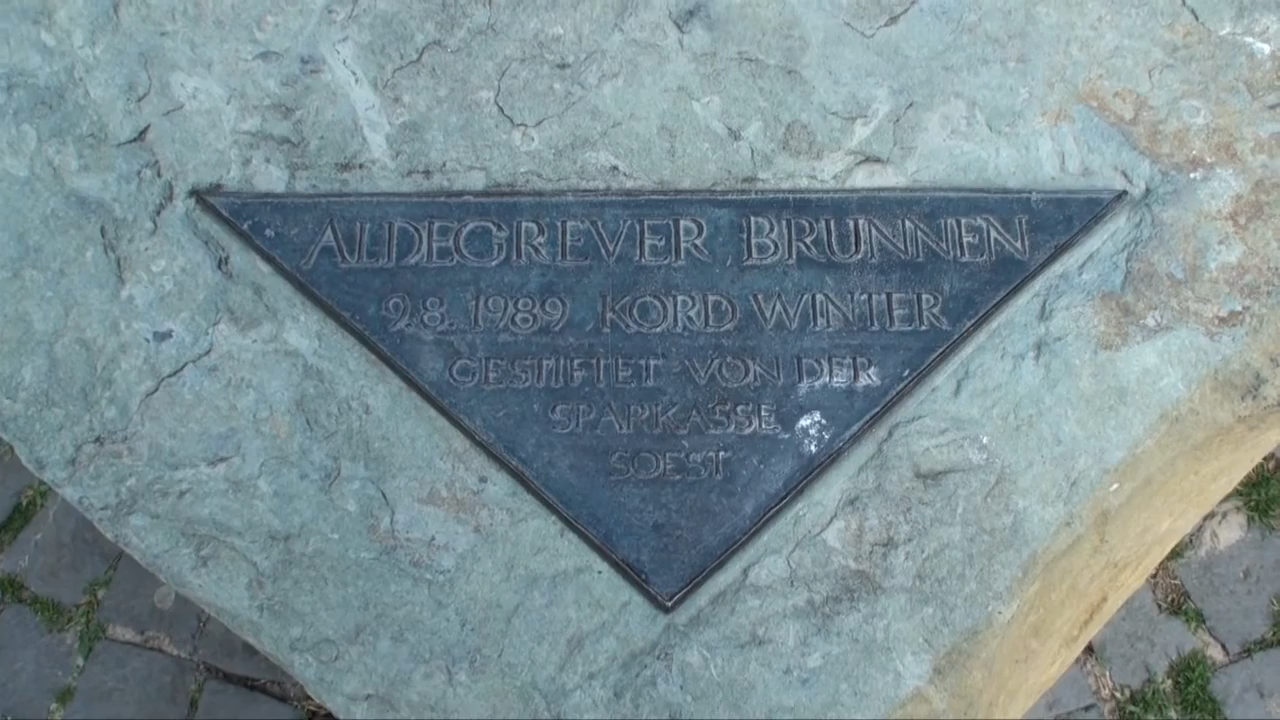 ALDEGREVER BRUNNEN
9.8.1989 KORD WINTER
GESTIFTET VON DER
SPARKASSE
SOEST